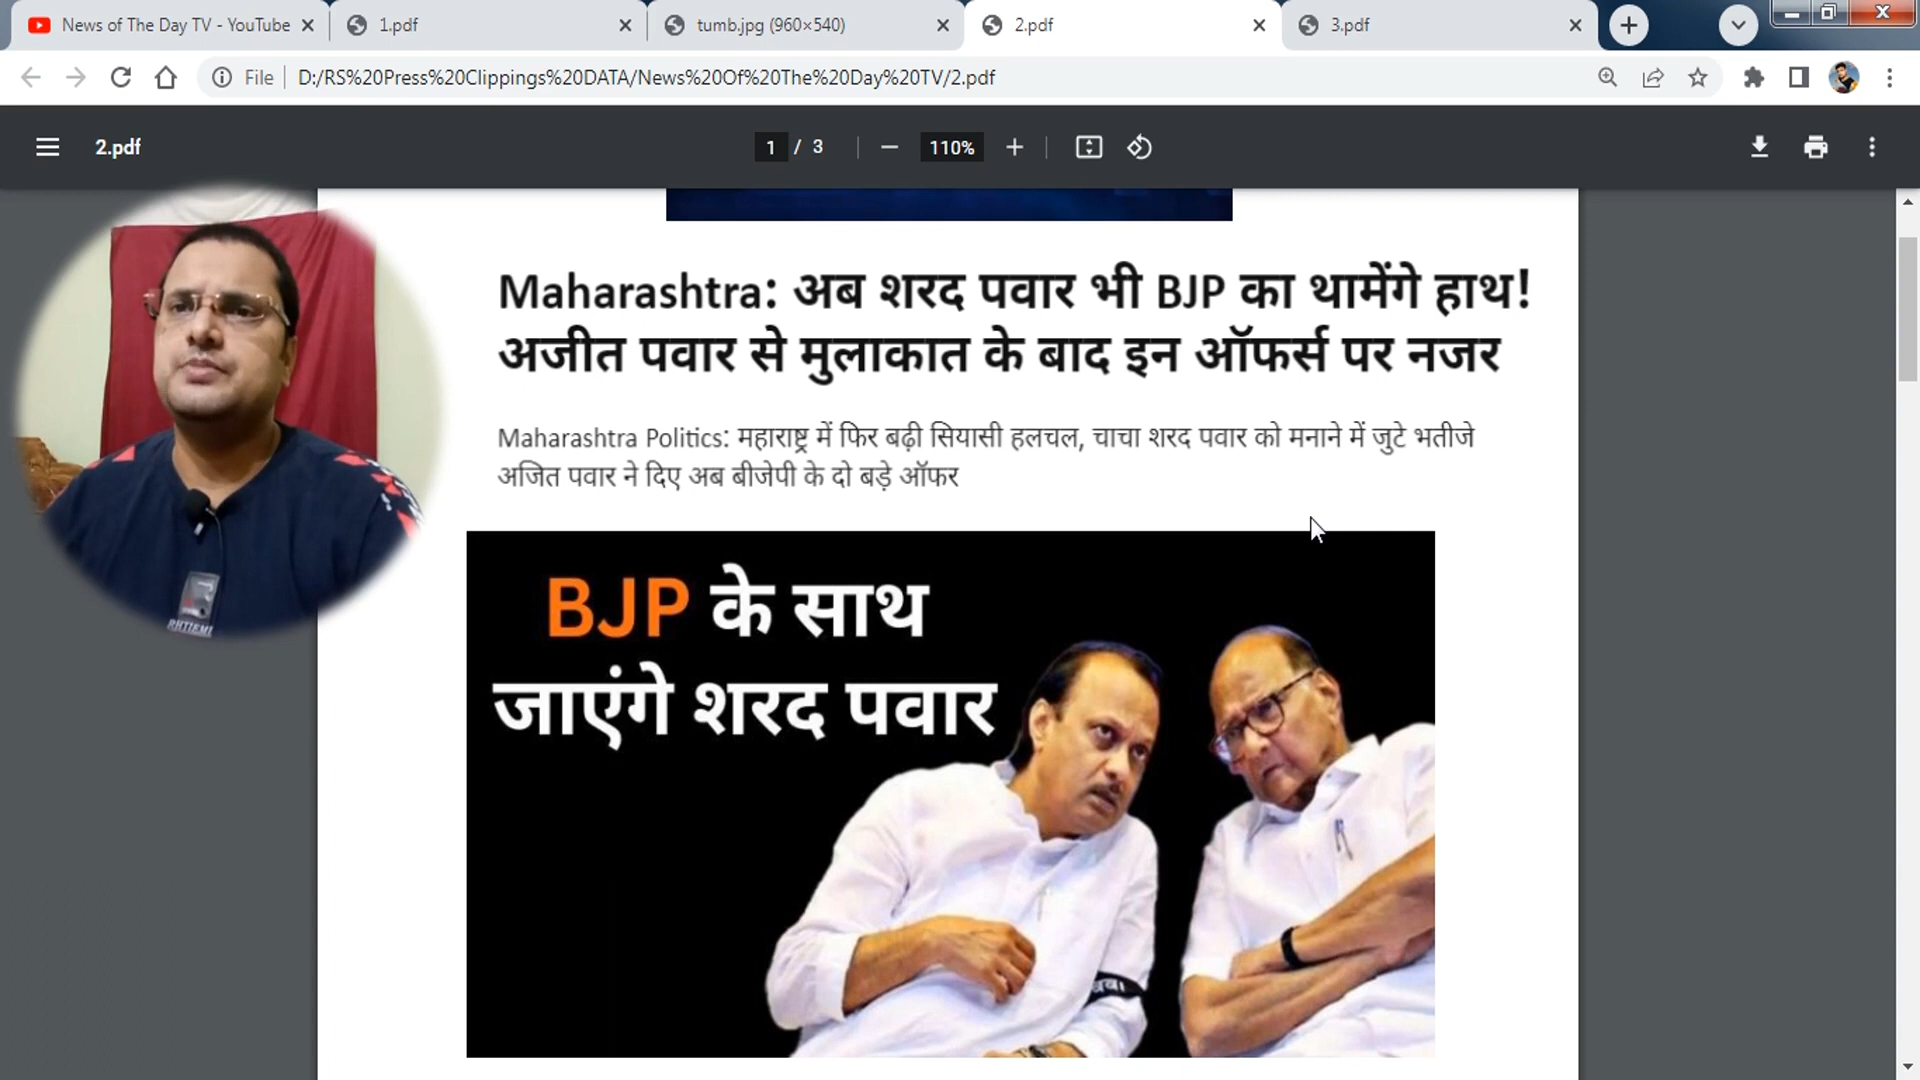 News of The Day TV - YouTube
1.pdf
tumb.jpg (960×540)
2.pdf
3.pdf
File
D:/RS%20Press%20Clippings%20DATA/News%20Of%20The%20Day%20TV/2.pdf
2.pdf
1 / 3
110%
Maharashtra: अब शरद पवार भी BJP का थामेंगे हाथ!
अजीत पवार से मुलाकात के बाद इन ऑफर्स पर नजर
Maharashtra Politics: महाराष्ट्र में फिर बढ़ी सियासी हलचल, चाचा शरद पवार को मनाने में जुटे भतीजे
अजित पवार ने दिए अब बीजेपी के दो बड़े ऑफर
BJP के साथ
जाएंगे शरद पवार